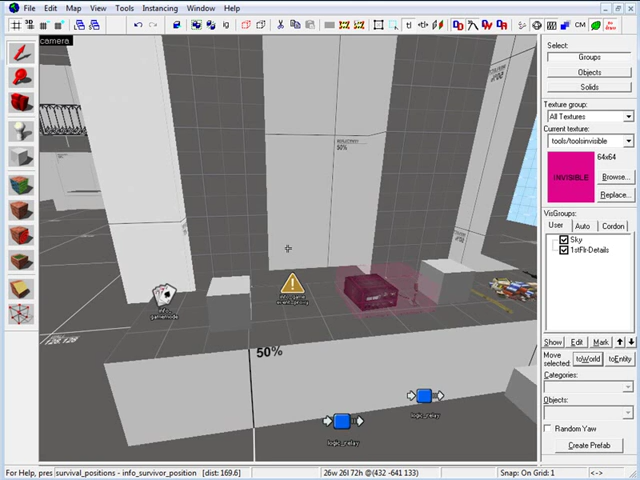 File Edit Map View Tools Instancing Window Help
camera
Select:
Groups
Objects
Solids
Texture group:
All Textures
Current texture:
tools/toolsinvisible
64x64
INVISIBLE
Browse...
Replace...
VisGroups:
User Auto Cordon
Sky
1stFlr-Details
Show Edit Mark
Move selected: toWorld toEntity
Categories:
Objects:
Random Yaw
Create Prefab
50%
info_gamemode
info_game_event_proxy
50%
logic_relay
logic_relay
For Help, pres survival_positions - info_survivor_position [dist: 169.6] 26w 26l 72h @(432 -641 133) Snap: On Grid: 1 <->